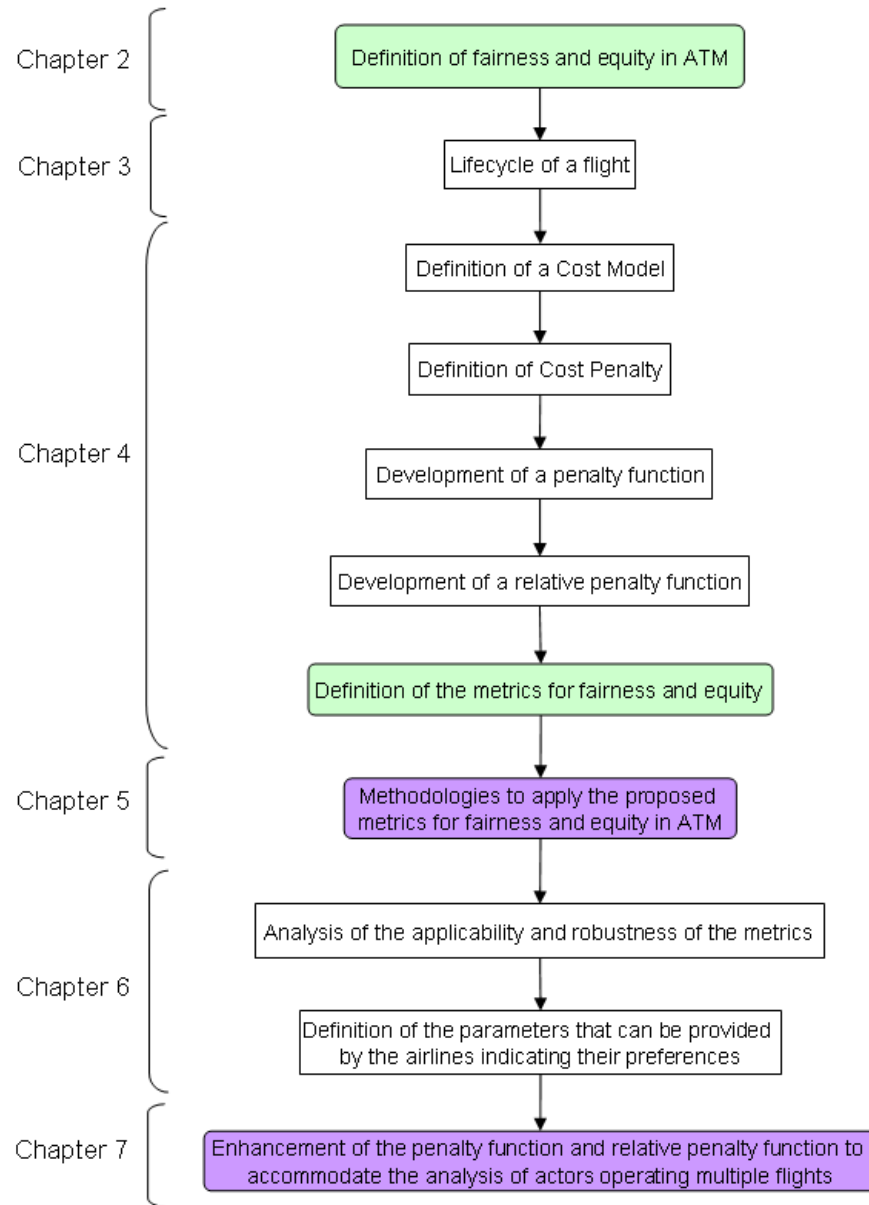 Chapter 2
Definition of fairness and equity in ATM
Chapter 3
Lifecycle of a flight
Definition of a Cost Model
Definition of Cost Penalty
Chapter 4
Development of a penalty function
Development of a relative penalty function
Definition of the metrics for fairness and equity
Chapter 5
Methodologies to apply the proposed
metrics for fairness and equity in ATM
Analysis of the applicability and robustness of the metrics
Chapter 6
Definition of the parameters that can be provided
by the airlines indicating their preferences
Chapter 7
Enhancement of the penalty function and relative penalty function to
accommodate the analysis of actors operating multiple flights